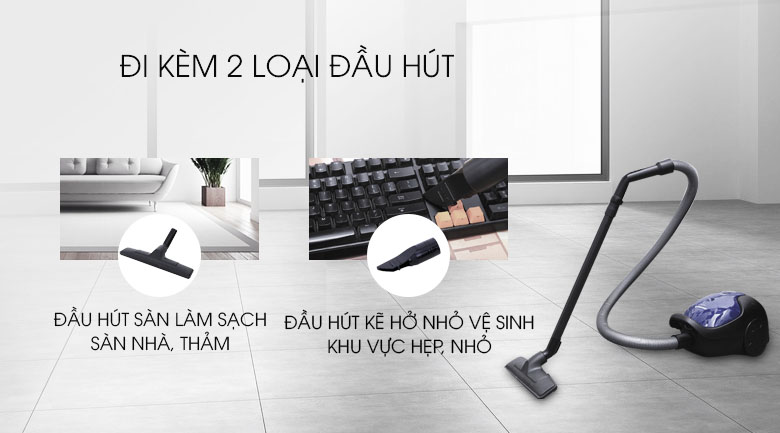 ĐI KÈM 2 LOẠI ĐẦU HÚT
ĐẦU HÚT SÀN LÀM SẠCH
SÀN NHÀ, THẢM
ĐẦU HÚT KẼ HỞ NHỎ VỆ SINH
KHU VỰC HẸP, NHỎ